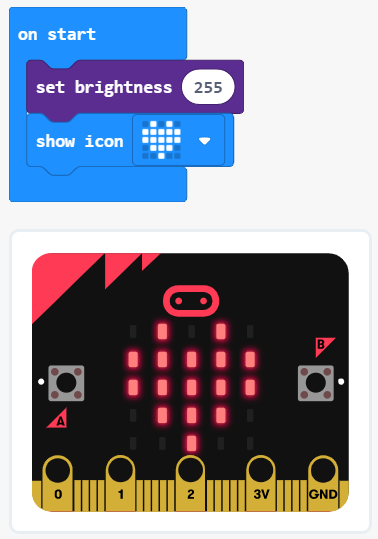 on start
set brightness 255
show icon
B
A
0 1 2 3V GND